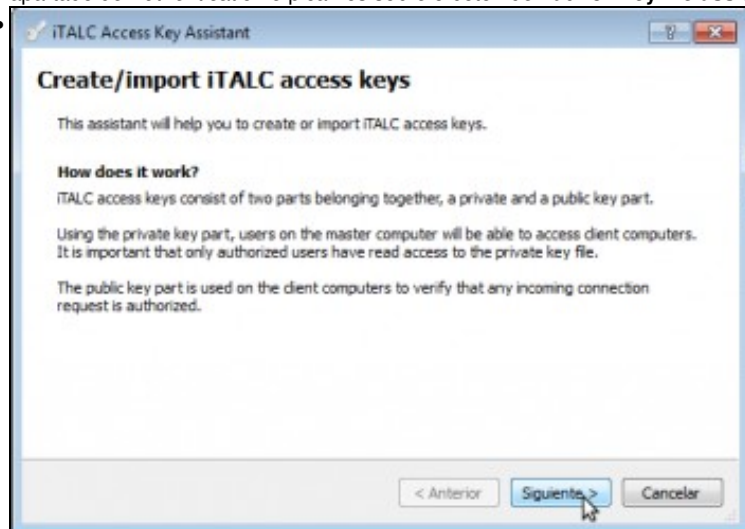 iTALC Access Key Assistant
Create/import iTALC access keys
This assistant will help you to create or import iTALC access keys.
How does it work?
iTALC access keys consist of two parts belonging together, a private and a public key part.
Using the private key part, users on the master computer will be able to access client computers.
It is important that only authorized users have read access to the private key file.
The public key part is used on the client computers to verify that any incoming connection
request is authorized.
< Anterior Siguiente > Cancelar